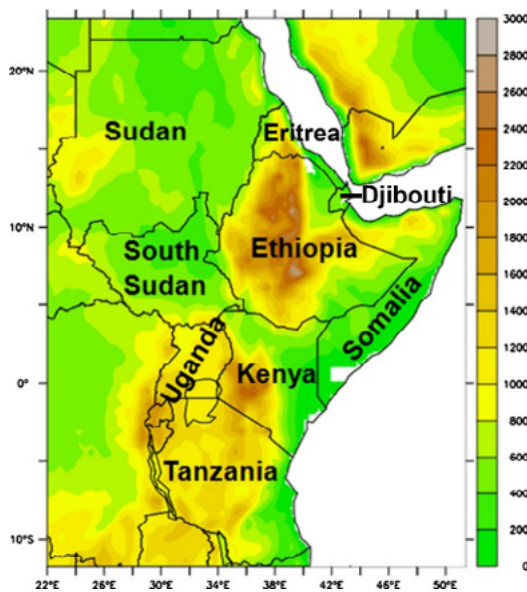 20°N
10°N
0°
10°S
22°E
26°E
30°E
34°E
38°E
42°E
46°E
50°E
Sudan
Eritrea
Djibouti
South
Sudan
Ethiopia
Somalia
Uganda
Kenya
Tanzania
3000
2800
2600
2400
2200
2000
1800
1600
1400
1200
1000
800
600
400
200
0